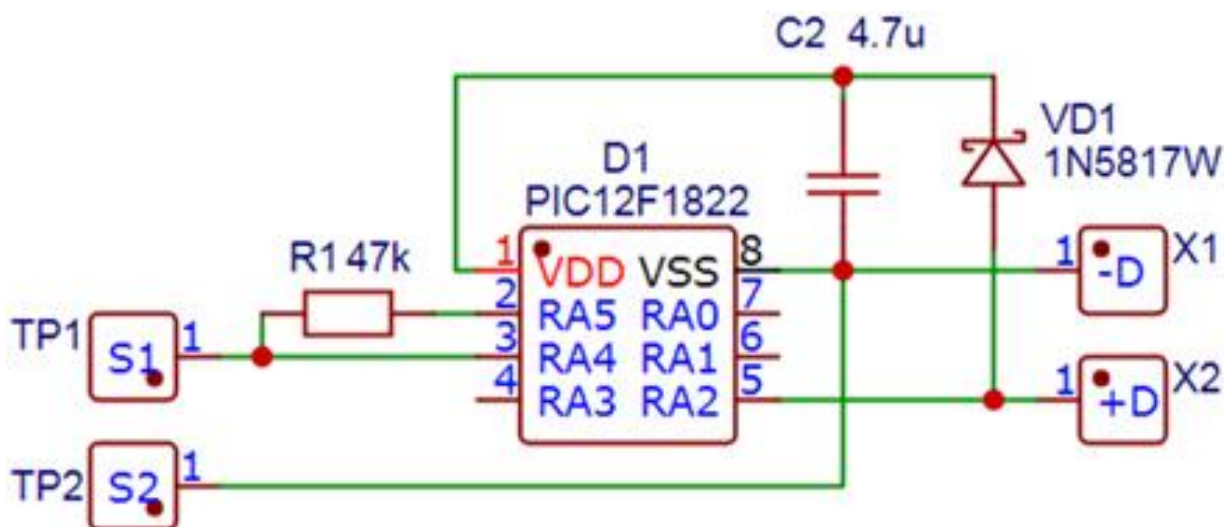 C2 4.7u
VD1
1N5817W
D1
PIC12F1822
R1 47k
1 VDD VSS 8
2 RA5 RA0 7
3 RA4 RA1 6
4 RA3 RA2 5
TP1 S1 1
TP2 S2 1
1 -D X1
1 +D X2